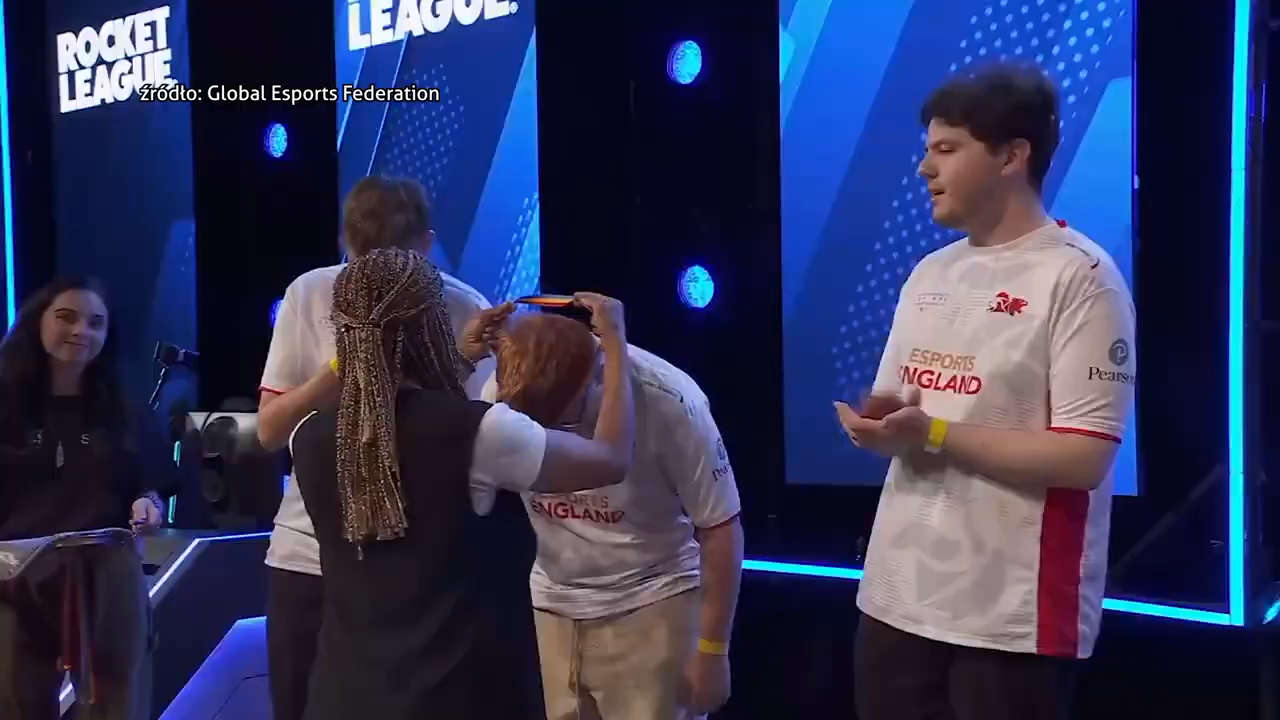 ROCKET
LEAGUE
LEAGUE.
źródło: Global Esports Federation
ESPORTS
ENGLAND
Pearson
ENGLAND